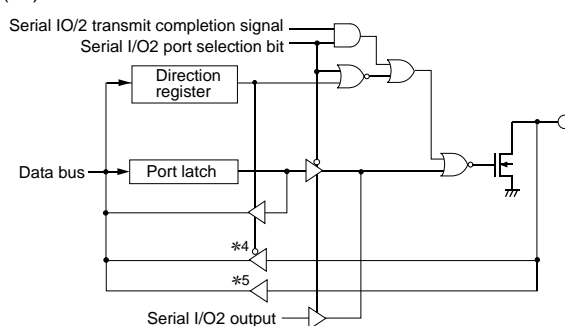 Serial IO/2 transmit completion signal
Serial I/O2 port selection bit
Direction
register
Data bus
Port latch
*4
*5
Serial I/O2 output